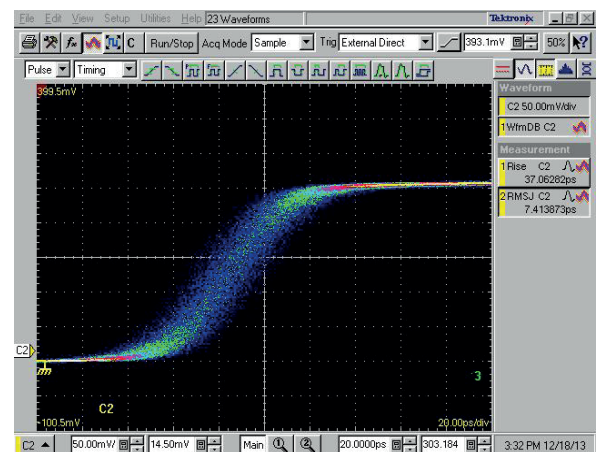 File Edit View Setup Utilities Help 23 Waveforms Tektronix
C Run/Stop Acq Mode Sample Trig External Direct 393.1mV 50%
Pulse Timing
399.5mV
Waveform
C2 50.00mV/div
1 WfmDB C2
Measurement
1 Rise C2
37.06282ps
2 RMSJ C2
7.413873ps
C2
3
C2
-100.5mV 20.00ps/div
C2 50.00mV/ 14.50mV Main 20.0000ps 303.184 3:32 PM 12/18/13